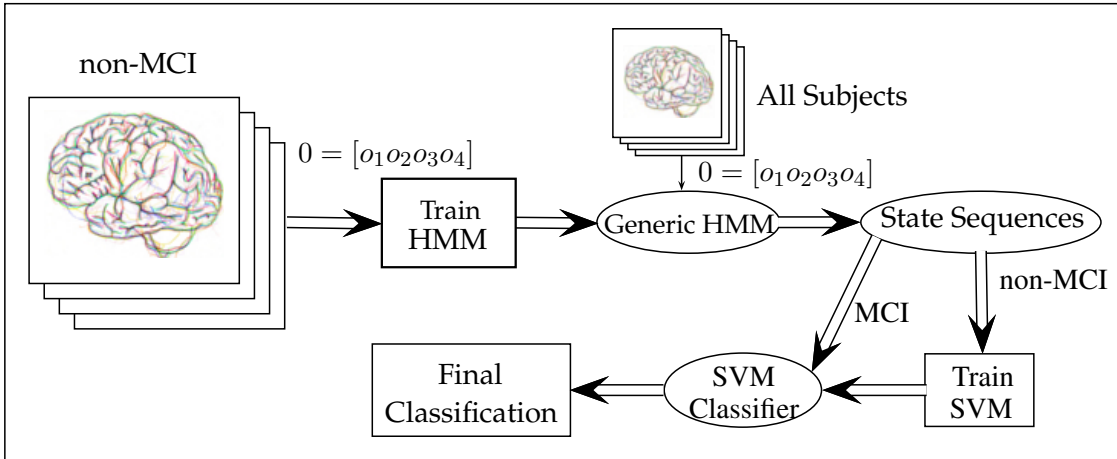 non-MCI
0 = [o₁o₂o₃o₄]
All Subjects
0 = [o₁o₂o₃o₄]
Train
HMM
Generic HMM
State Sequences
MCI
non-MCI
Final
Classification
SVM
Classifier
Train
SVM